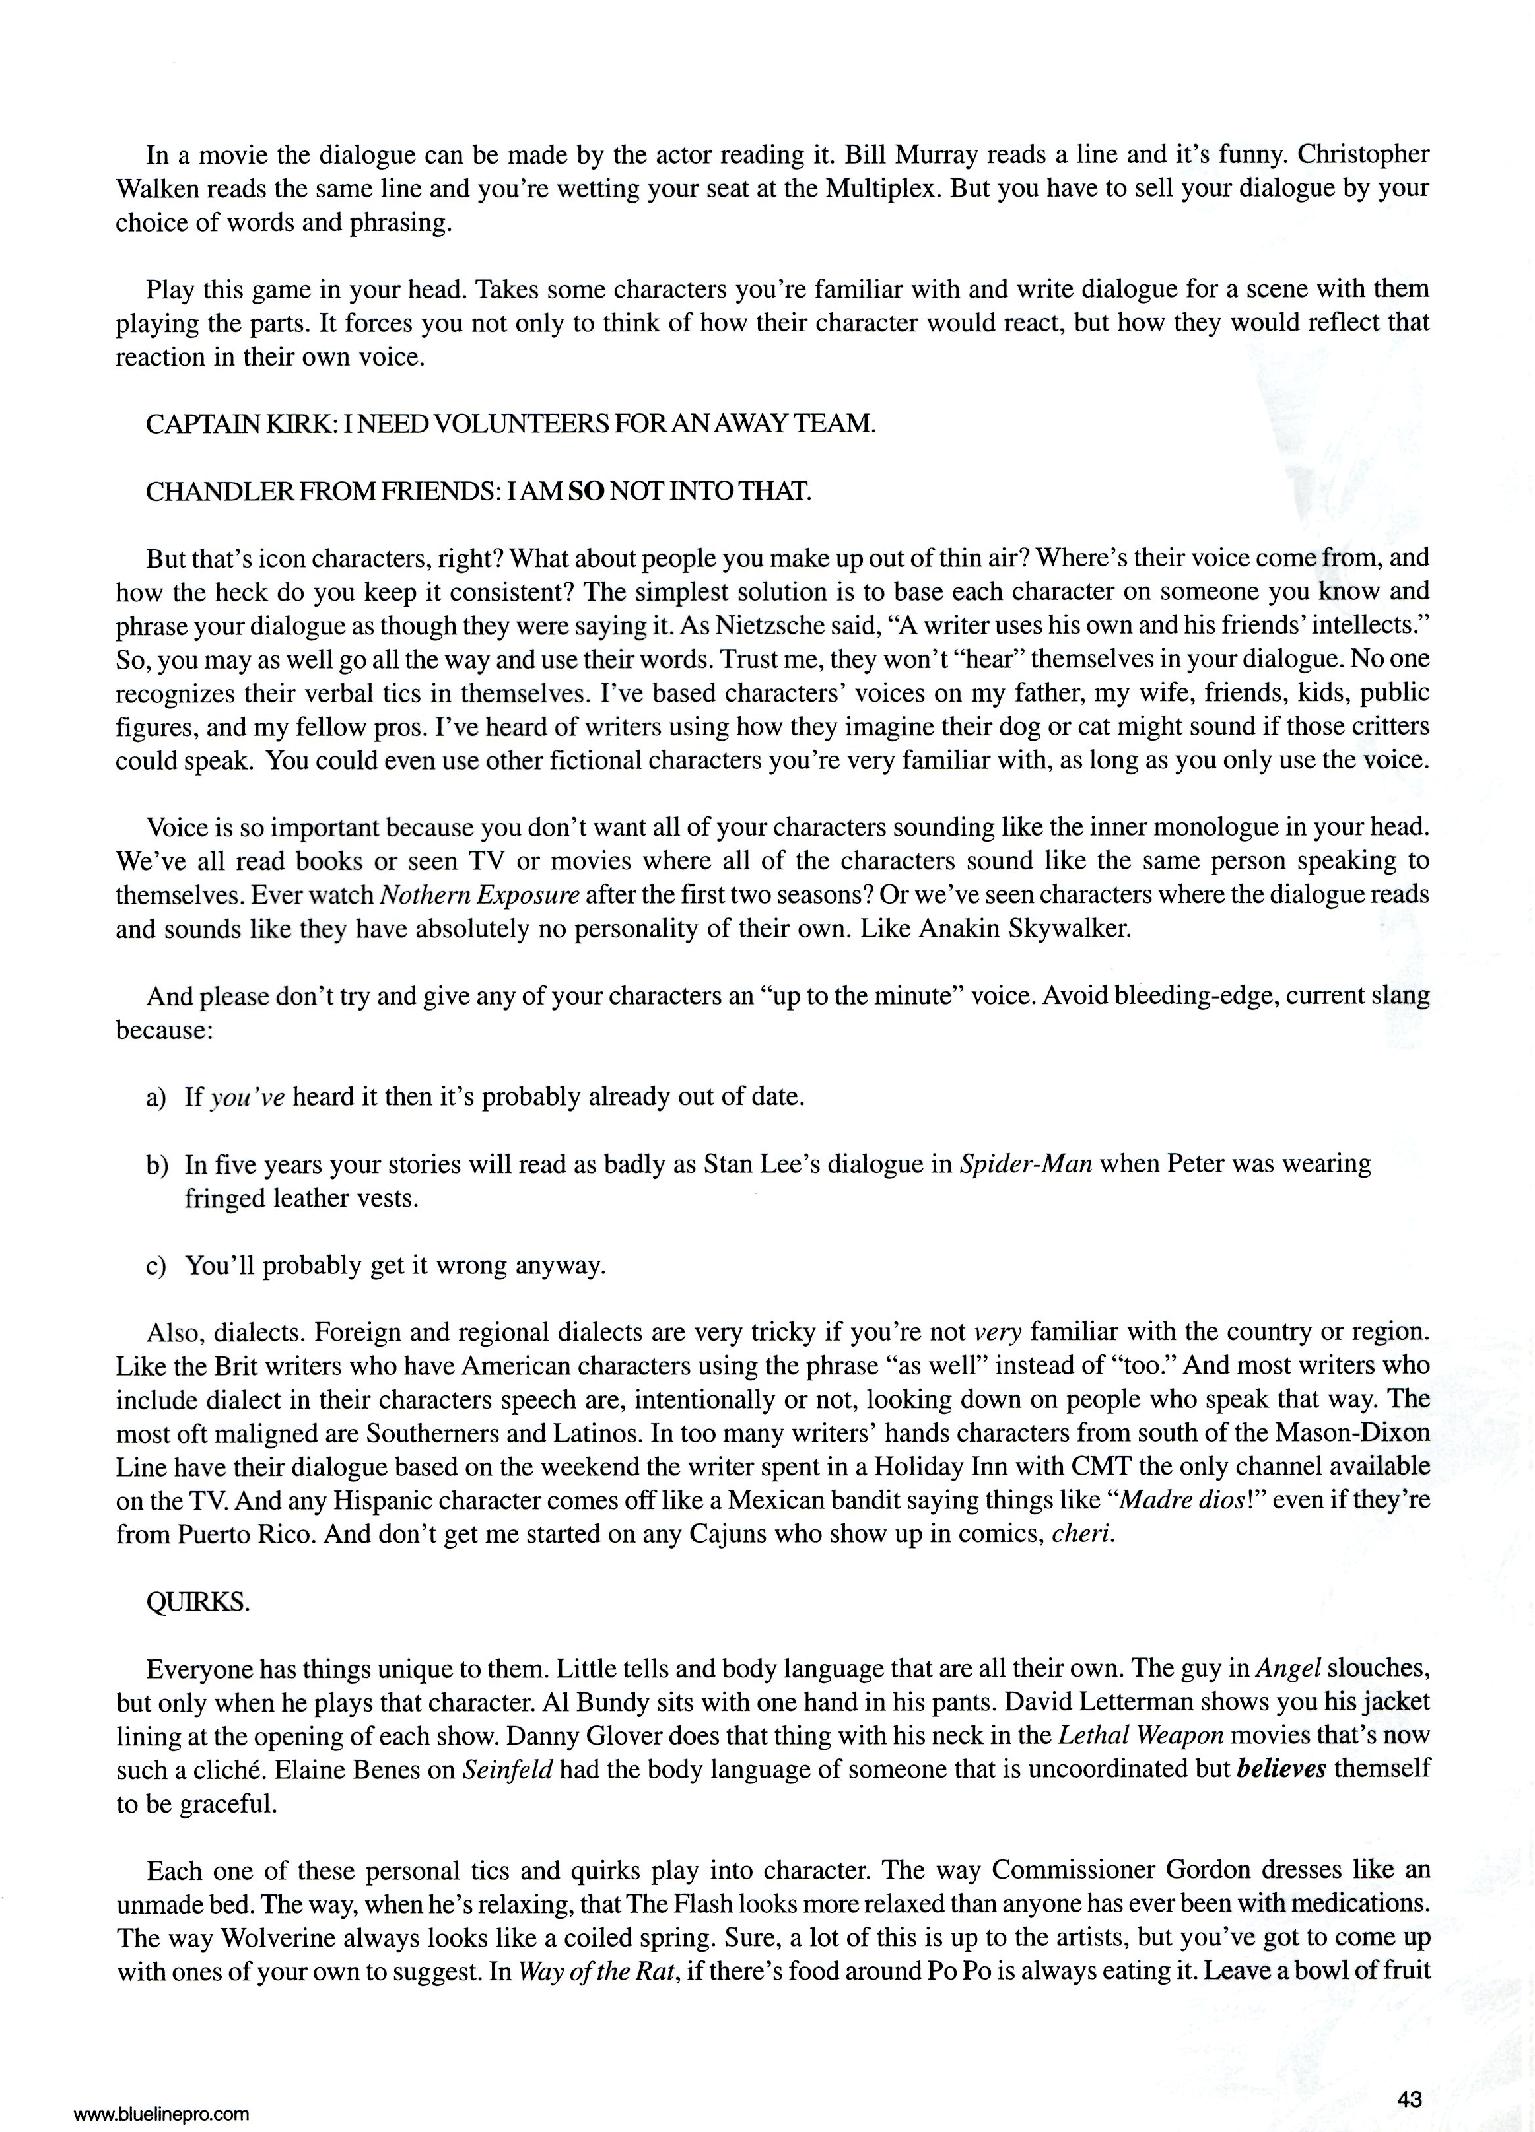 In a movie the dialogue can be made by the actor reading it. Bill Murray reads a line and it's funny. Christopher
Walken reads the same line and you're wetting your seat at the Multiplex. But you have to sell your dialogue by your
choice of words and phrasing.
Play this game in your head. Takes some characters you're familiar with and write dialogue for a scene with them
playing the parts. It forces you not only to think of how their character would react, but how they would reflect that
reaction in their own voice.
CAPTAIN KIRK: I NEED VOLUNTEERS FOR AN AWAY TEAM.
CHANDLER FROM FRIENDS: I AM SO NOT INTO THAT.
But that's icon characters, right? What about people you make up out of thin air? Where's their voice come from, and
how the heck do you keep it consistent? The simplest solution is to base each character on someone you know and
phrase your dialogue as though they were saying it. As Nietzsche said, “A writer uses his own and his friends' intellects.”
So, you may as well go all the way and use their words. Trust me, they won't “hear” themselves in your dialogue. No one
recognizes their verbal tics in themselves. I've based characters' voices on my father, my wife, friends, kids, public
figures, and my fellow pros. I've heard of writers using how they imagine their dog or cat might sound if those critters
could speak. You could even use other fictional characters you're very familiar with, as long as you only use the voice.
Voice is so important because you don't want all of your characters sounding like the inner monologue in your head.
We've all read books or seen TV or movies where all of the characters sound like the same person speaking to
themselves. Ever watch Nothern Exposure after the first two seasons? Or we've seen characters where the dialogue reads
and sounds like they have absolutely no personality of their own. Like Anakin Skywalker.
And please don't try and give any of your characters an “up to the minute” voice. Avoid bleeding-edge, current slang
because:
a) If you've heard it then it's probably already out of date.
b) In five years your stories will read as badly as Stan Lee's dialogue in Spider-Man when Peter was wearing
fringed leather vests.
c) You'll probably get it wrong anyway.
Also, dialects. Foreign and regional dialects are very tricky if you're not very familiar with the country or region.
Like the Brit writers who have American characters using the phrase “as well” instead of “too.” And most writers who
include dialect in their characters speech are, intentionally or not, looking down on people who speak that way. The
most oft maligned are Southerners and Latinos. In too many writers' hands characters from south of the Mason-Dixon
Line have their dialogue based on the weekend the writer spent in a Holiday Inn with CMT the only channel available
on the TV. And any Hispanic character comes off like a Mexican bandit saying things like “Madre dios!” even if they're
from Puerto Rico. And don't get me started on any Cajuns who show up in comics, cheri.
QUIRKS.
Everyone has things unique to them. Little tells and body language that are all their own. The guy in Angel slouches,
but only when he plays that character. Al Bundy sits with one hand in his pants. David Letterman shows you his jacket
lining at the opening of each show. Danny Glover does that thing with his neck in the Lethal Weapon movies that's now
such a cliché. Elaine Benes on Seinfeld had the body language of someone that is uncoordinated but believes themself
to be graceful.
Each one of these personal tics and quirks play into character. The way Commissioner Gordon dresses like an
unmade bed. The way, when he's relaxing, that The Flash looks more relaxed than anyone has ever been with medications.
The way Wolverine always looks like a coiled spring. Sure, a lot of this is up to the artists, but you've got to come up
with ones of your own to suggest. In Way of the Rat, if there's food around Po Po is always eating it. Leave a bowl of fruit
43
www.bluelinepro.com